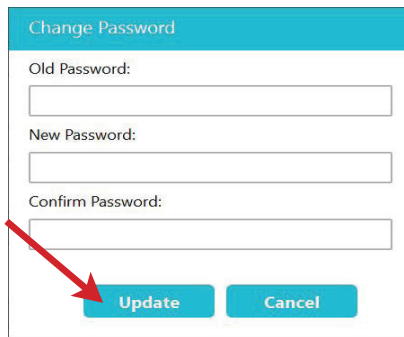 Change Password
Old Password:
New Password:
Confirm Password:
Update Cancel